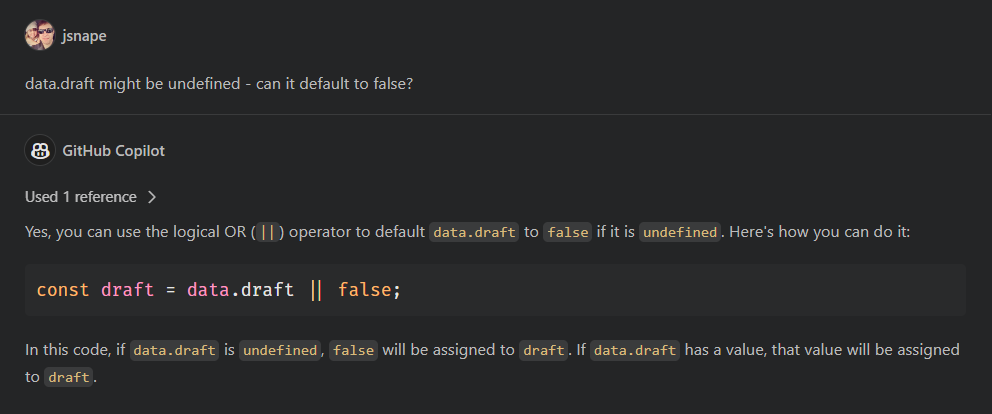 jsnape
data.draft might be undefined - can it default to false?
GitHub Copilot
Used 1 reference
Yes, you can use the logical OR (||) operator to default data.draft to false if it is undefined. Here's how you can do it:
const draft = data.draft || false;
In this code, if data.draft is undefined, false will be assigned to draft. If data.draft has a value, that value will be assigned
to draft.